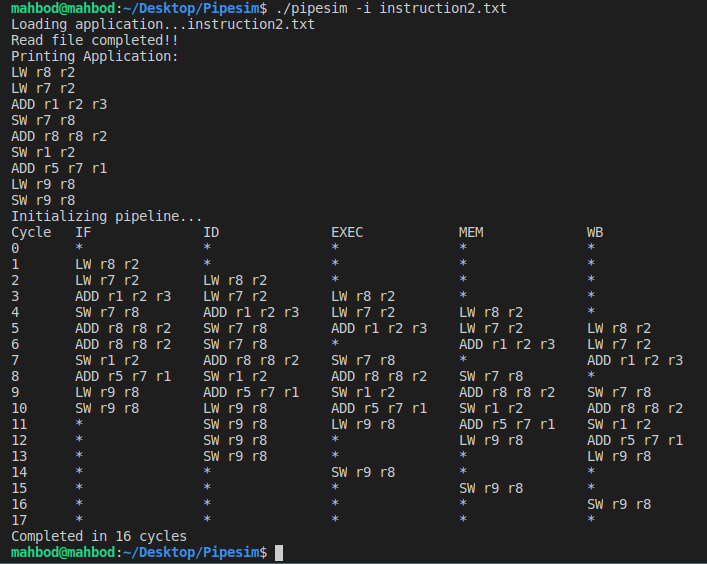 mahbod@mahbod:~/Desktop/Pipesim$ ./pipesim -i instruction2.txt
Loading application...instruction2.txt
Read file completed!!
Printing Application:
LW r8 r2
LW r7 r2
ADD r1 r2 r3
SW r7 r8
ADD r8 r8 r2
SW r1 r2
ADD r5 r7 r1
LW r9 r8
SW r9 r8
Initializing pipeline...
Cycle IF ID EXEC MEM WB
0 * * * * *
1 LW r8 r2 * * * *
2 LW r7 r2 LW r8 r2 * * *
3 ADD r1 r2 r3 LW r7 r2 LW r8 r2 * *
4 SW r7 r8 ADD r1 r2 r3 LW r7 r2 LW r8 r2 *
5 ADD r8 r8 r2 SW r7 r8 ADD r1 r2 r3 LW r7 r2 LW r8 r2
6 ADD r8 r8 r2 SW r7 r8 * ADD r1 r2 r3 LW r7 r2
7 SW r1 r2 ADD r8 r8 r2 SW r7 r8 * ADD r1 r2 r3
8 ADD r5 r7 r1 SW r1 r2 ADD r8 r8 r2 SW r7 r8 *
9 LW r9 r8 ADD r5 r7 r1 SW r1 r2 ADD r8 r8 r2 SW r7 r8
10 SW r9 r8 LW r9 r8 ADD r5 r7 r1 SW r1 r2 ADD r8 r8 r2
11 * SW r9 r8 LW r9 r8 ADD r5 r7 r1 SW r1 r2
12 * SW r9 r8 * LW r9 r8 ADD r5 r7 r1
13 * SW r9 r8 * * LW r9 r8
14 * * SW r9 r8 * *
15 * * * SW r9 r8 *
16 * * * * SW r9 r8
17 * * * * *
Completed in 16 cycles
mahbod@mahbod:~/Desktop/Pipesim$